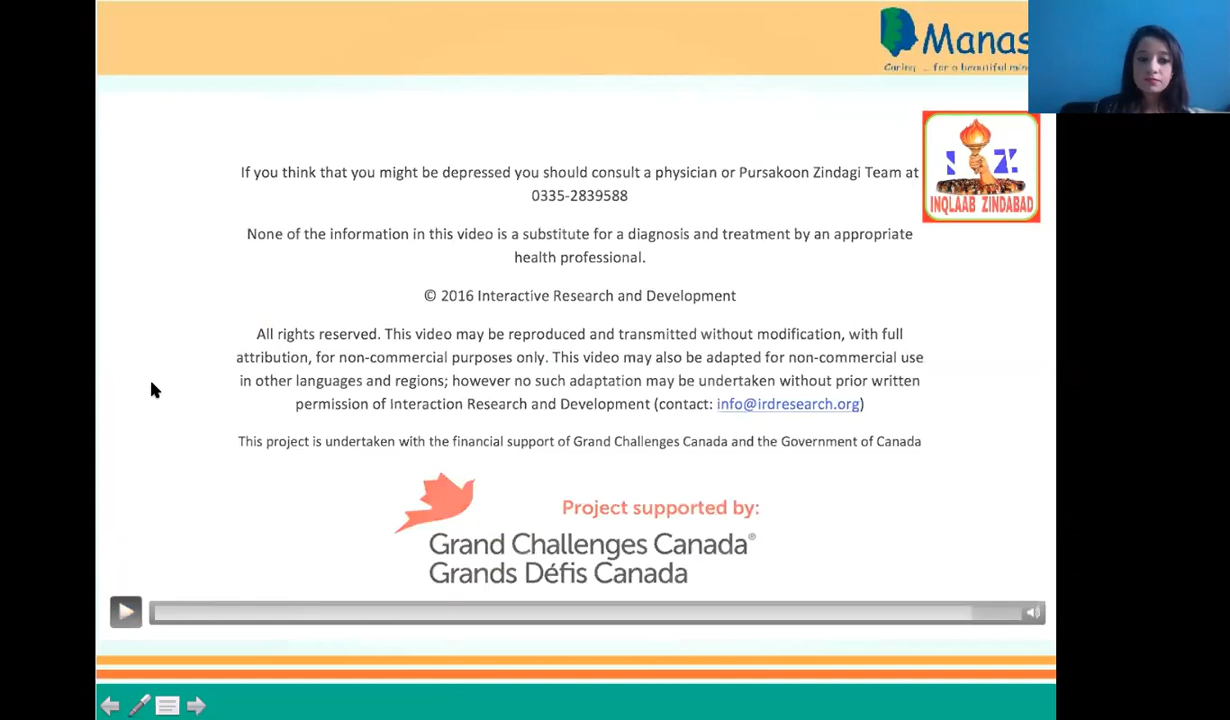 Manas
Caring ... for a beautiful min
If you think that you might be depressed you should consult a physician or Pursakoon Zindagi Team at
0335-2839588
None of the information in this video is a substitute for a diagnosis and treatment by an appropriate
health professional.
© 2016 Interactive Research and Development
All rights reserved. This video may be reproduced and transmitted without modification, with full
attribution, for non-commercial purposes only. This video may also be adapted for non-commercial use
in other languages and regions; however no such adaptation may be undertaken without prior written
permission of Interaction Research and Development (contact: info@irdresearch.org)
This project is undertaken with the financial support of Grand Challenges Canada and the Government of Canada
I Z
INQLAAB ZINDABAD
Project supported by:
Grand Challenges Canada®
Grands Défis Canada